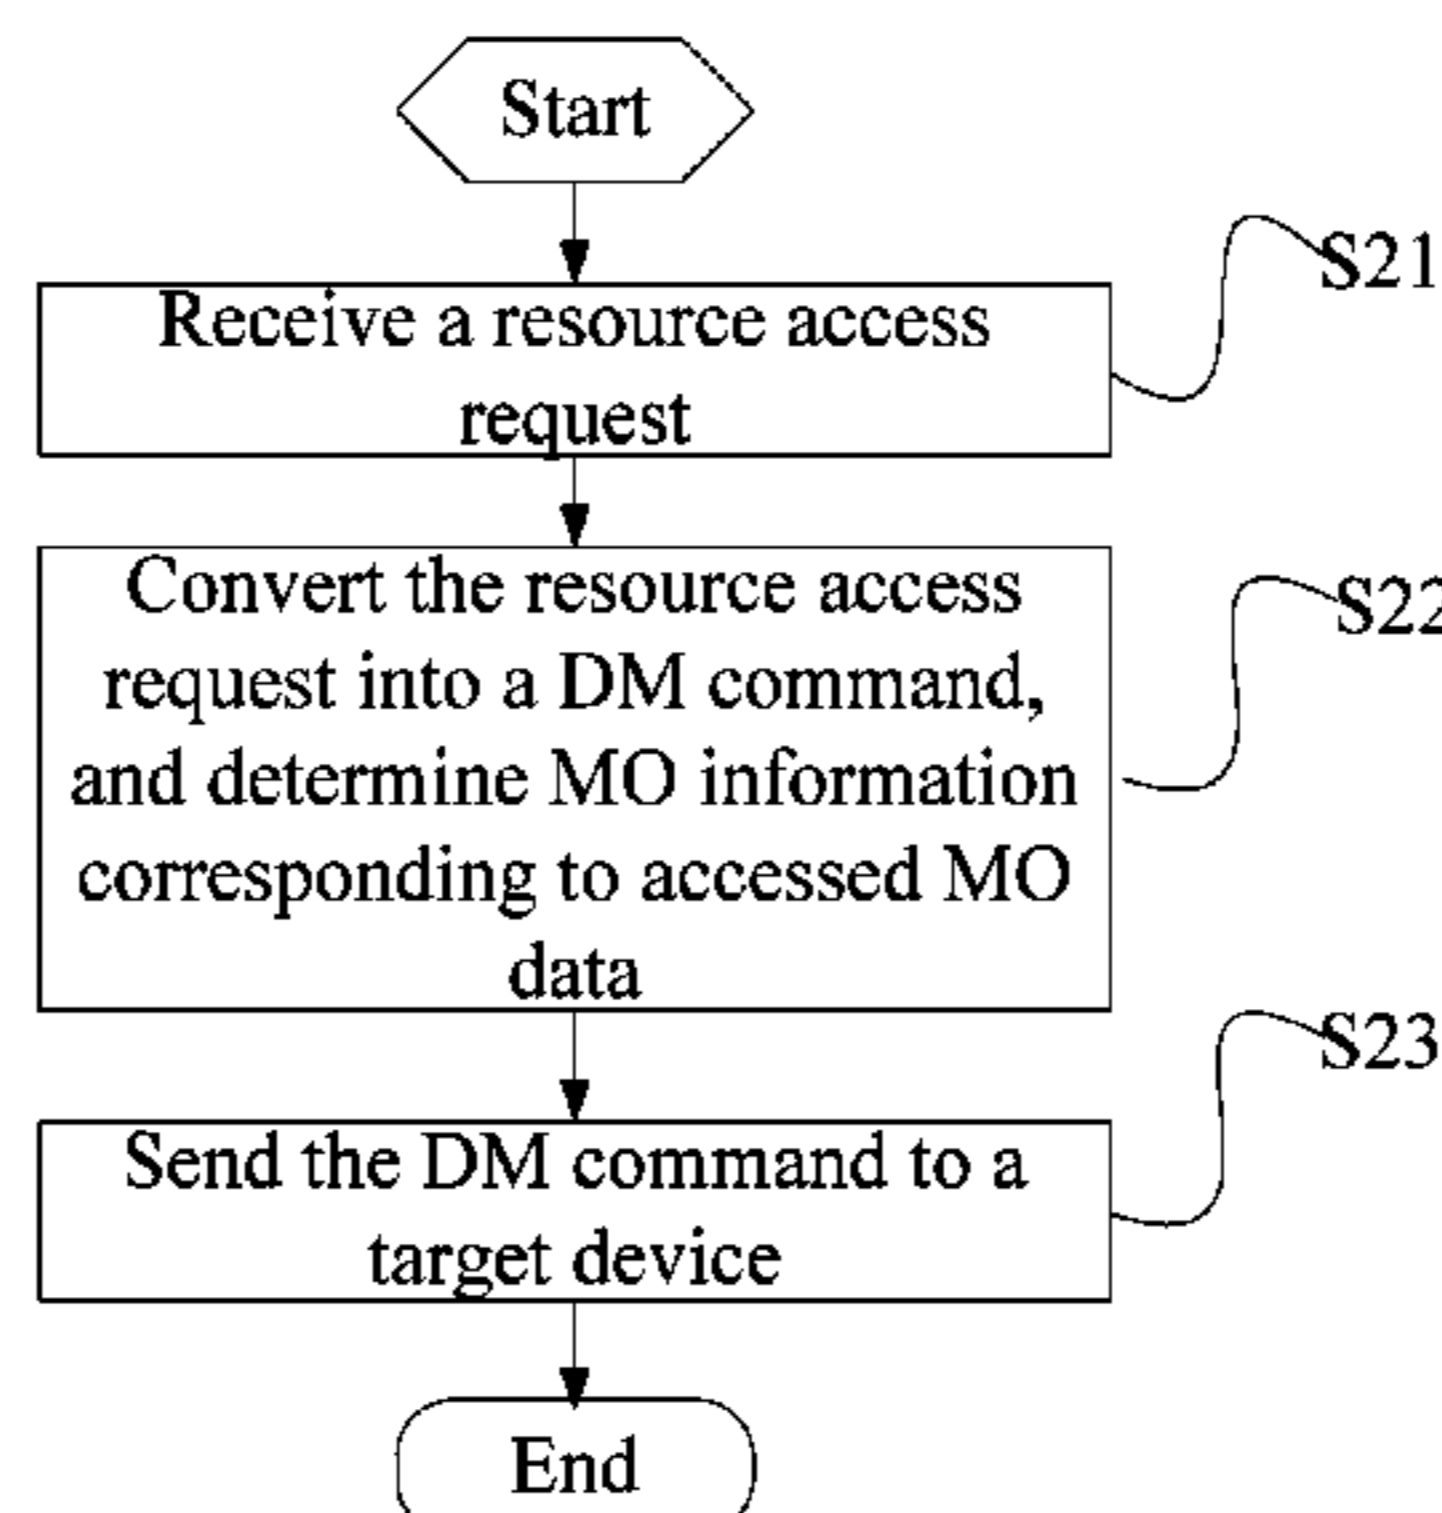 Start
S21
Receive a resource access
request
S22
Convert the resource access
request into a DM command,
and determine MO information
corresponding to accessed MO
data
S23
Send the DM command to a
target device
End